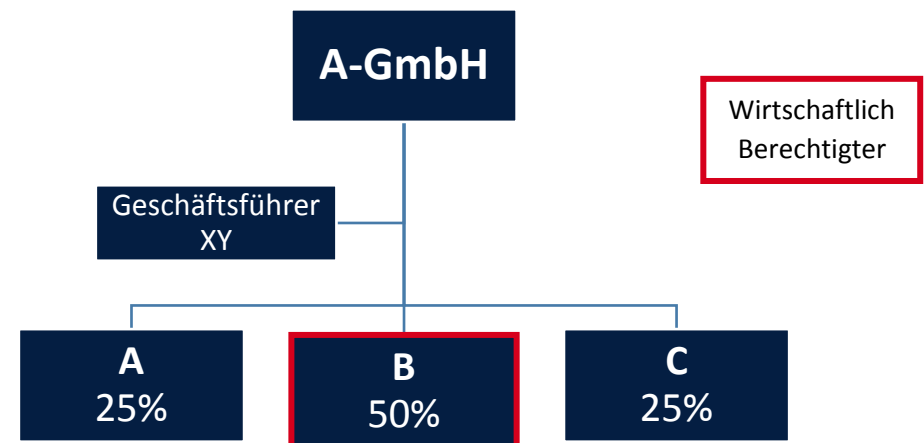 A-GmbH
Wirtschaftlich
Berechtigter
Geschäftsführer
XY
A
25%
B
50%
C
25%